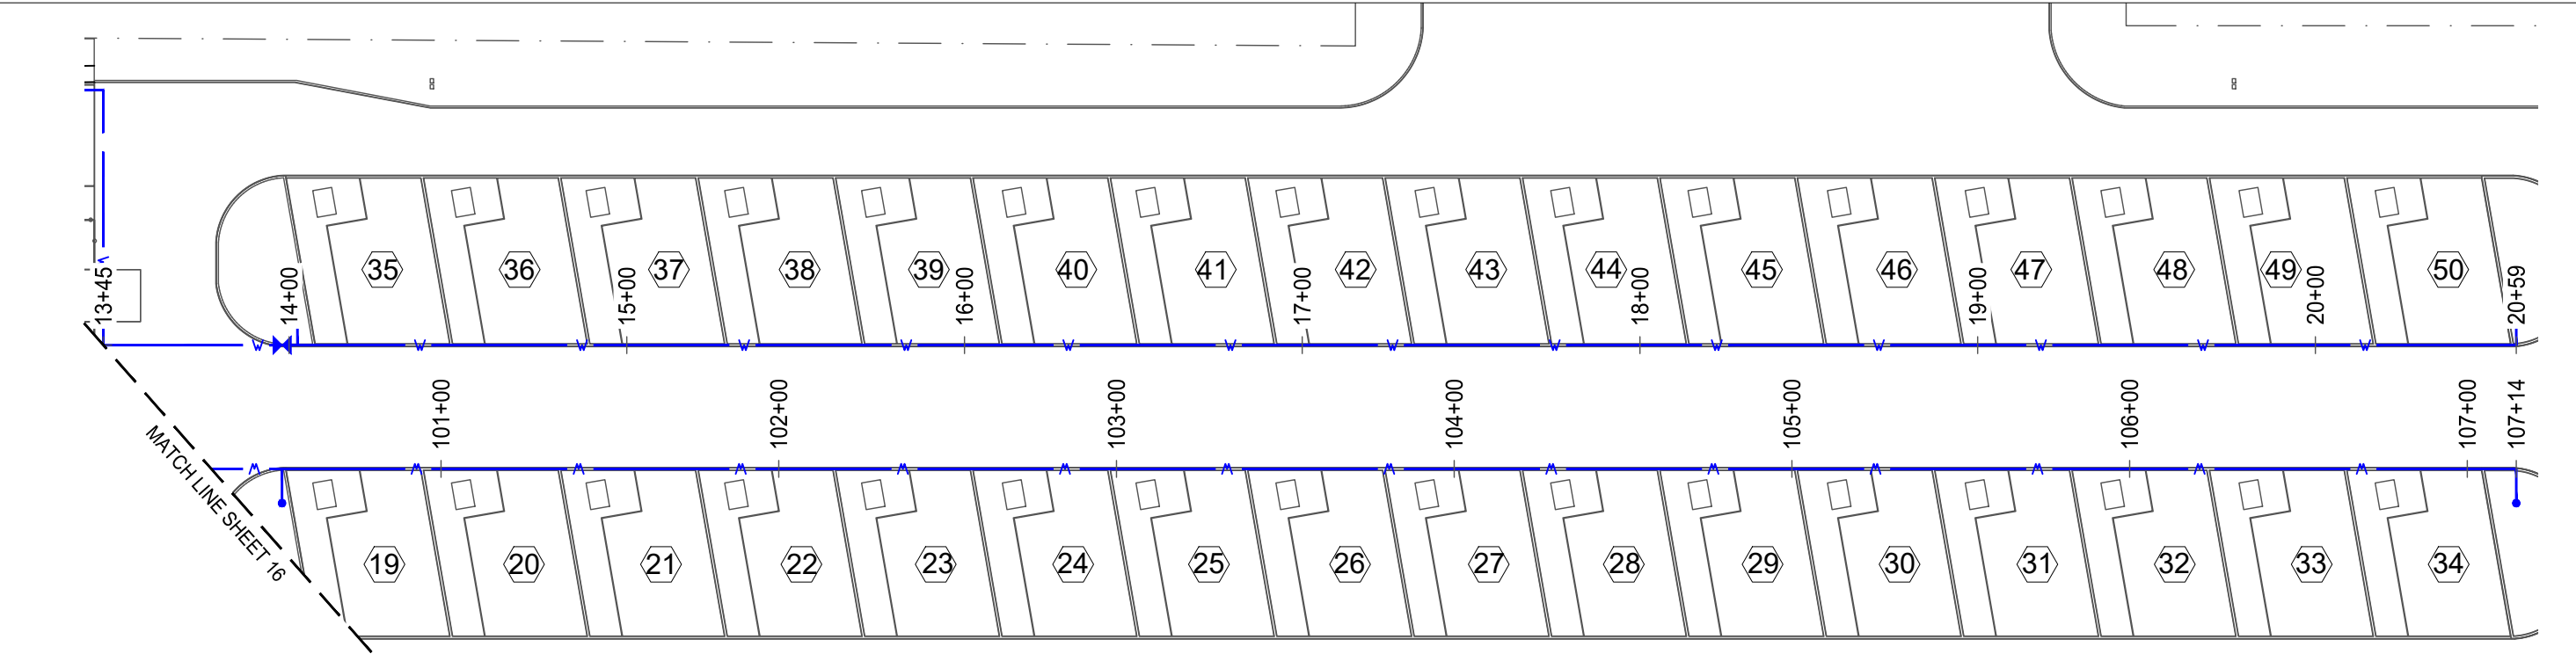 35 36 37 38 39 40 41 42 43 44 45 46 47 48 49 50
13+45 14+00 15+00 16+00 17+00 18+00 19+00 20+00 20+59
W W W W W W W W W W W W W W
101+00 102+00 103+00 104+00 105+00 106+00 107+00 107+14
W W W W W W W W W W W W W W
MATCH LINE SHEET 16
19 20 21 22 23 24 25 26 27 28 29 30 31 32 33 34